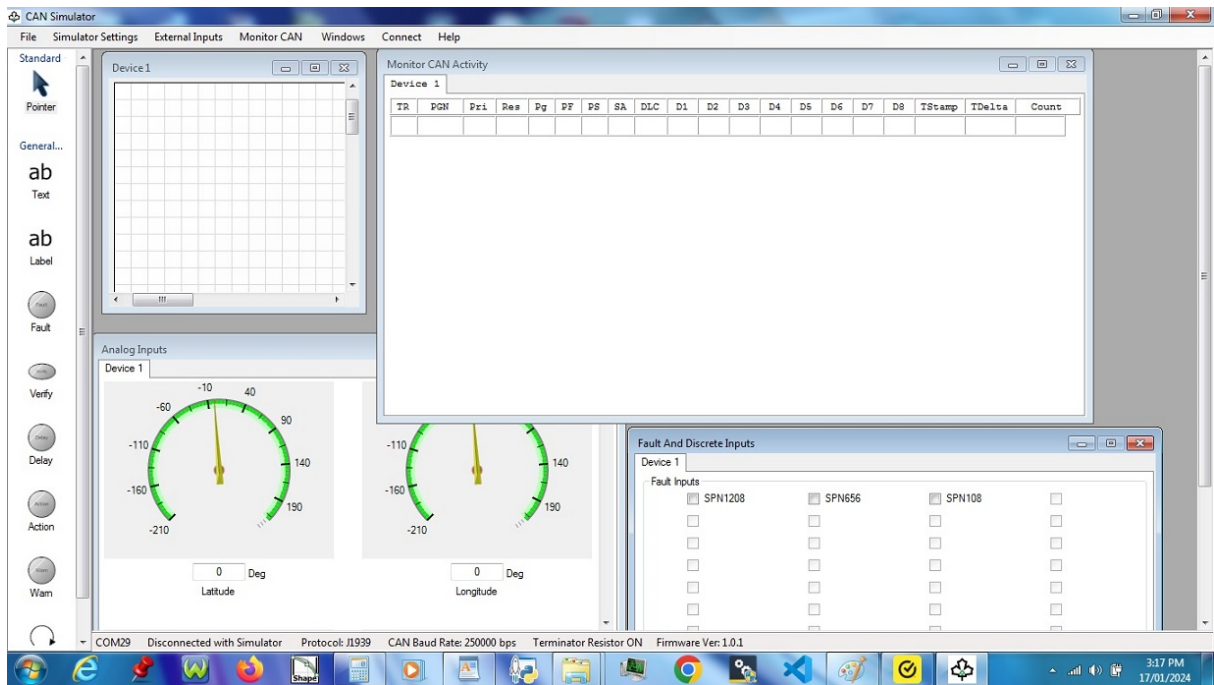 CAN Simulator
File Simulator Settings External Inputs Monitor CAN Windows Connect Help
Standard
Pointer
General...
ab
Text
ab
Label
Fault
Verify
Delay
Action
Warn
Device 1
Monitor CAN Activity
Device 1
TR PGN Pri Res Pg PF PS SA DLC D1 D2 D3 D4 D5 D6 D7 D8 TStamp TDelta Count
Analog Inputs
Device 1
-210 -160 -110 -60 -10 40 90 140 190
0 Deg
Latitude
-210 -160 -110 140 190
0 Deg
Longitude
Fault And Discrete Inputs
Device 1
Fault Inputs
SPN1208 SPN656 SPN108
COM29 Disconnected with Simulator Protocol: J1939 CAN Baud Rate: 250000 bps Terminator Resistor ON Firmware Ver: 1.0.1
Shape
3:17 PM
17/01/2024